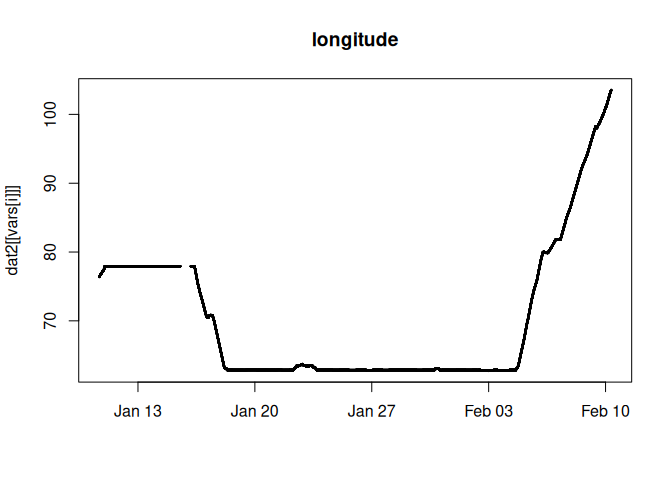 longitude
dat2[[vars[i]]]
100
90
80
70
Jan 13
Jan 20
Jan 27
Feb 03
Feb 10